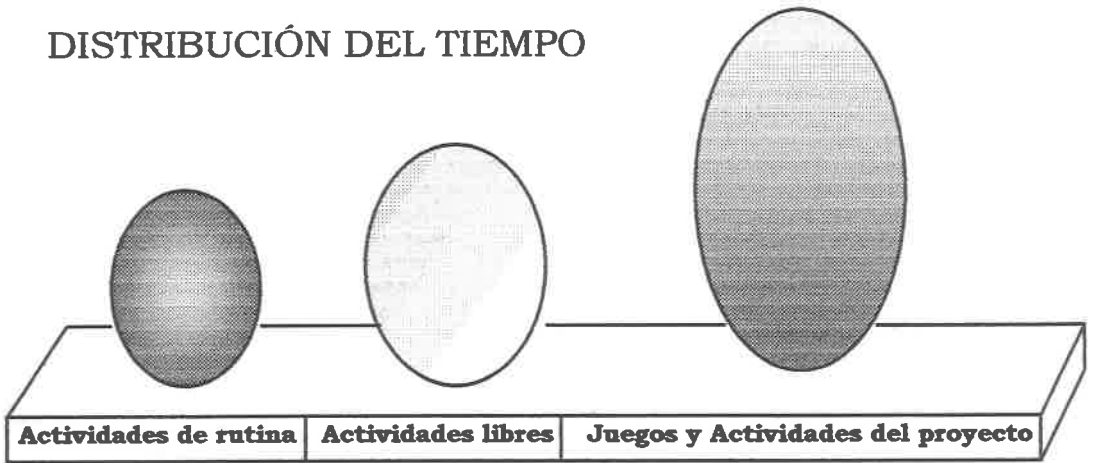 DISTRIBUCIÓN DEL TIEMPO
Actividades de rutina
Actividades libres
Juegos y Actividades del proyecto